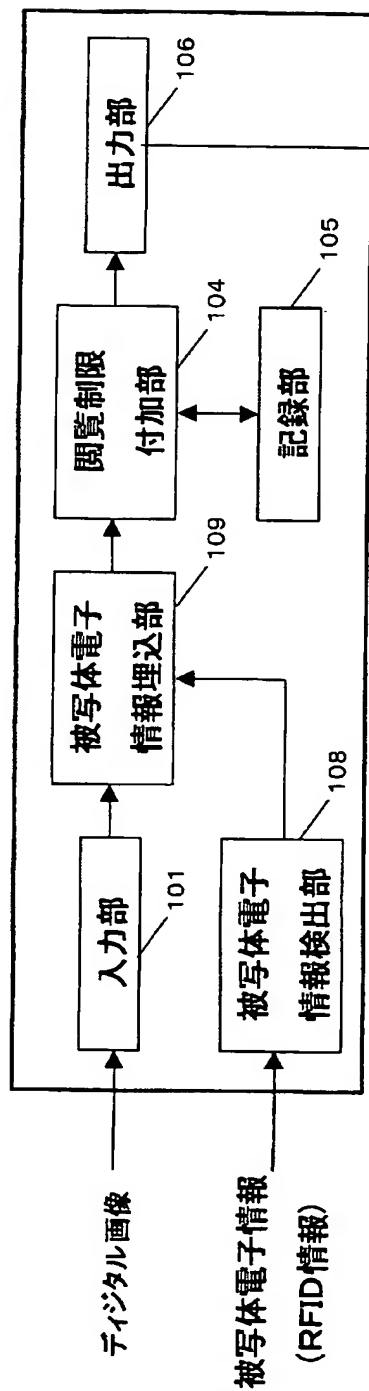 ディジタル画像
入力部
101
被写体電子
情報埋込部
109
閲覧制限
付加部
104
出力部
106
記録部
105
被写体電子情報
(RFID情報)
被写体電子
情報検出部
108